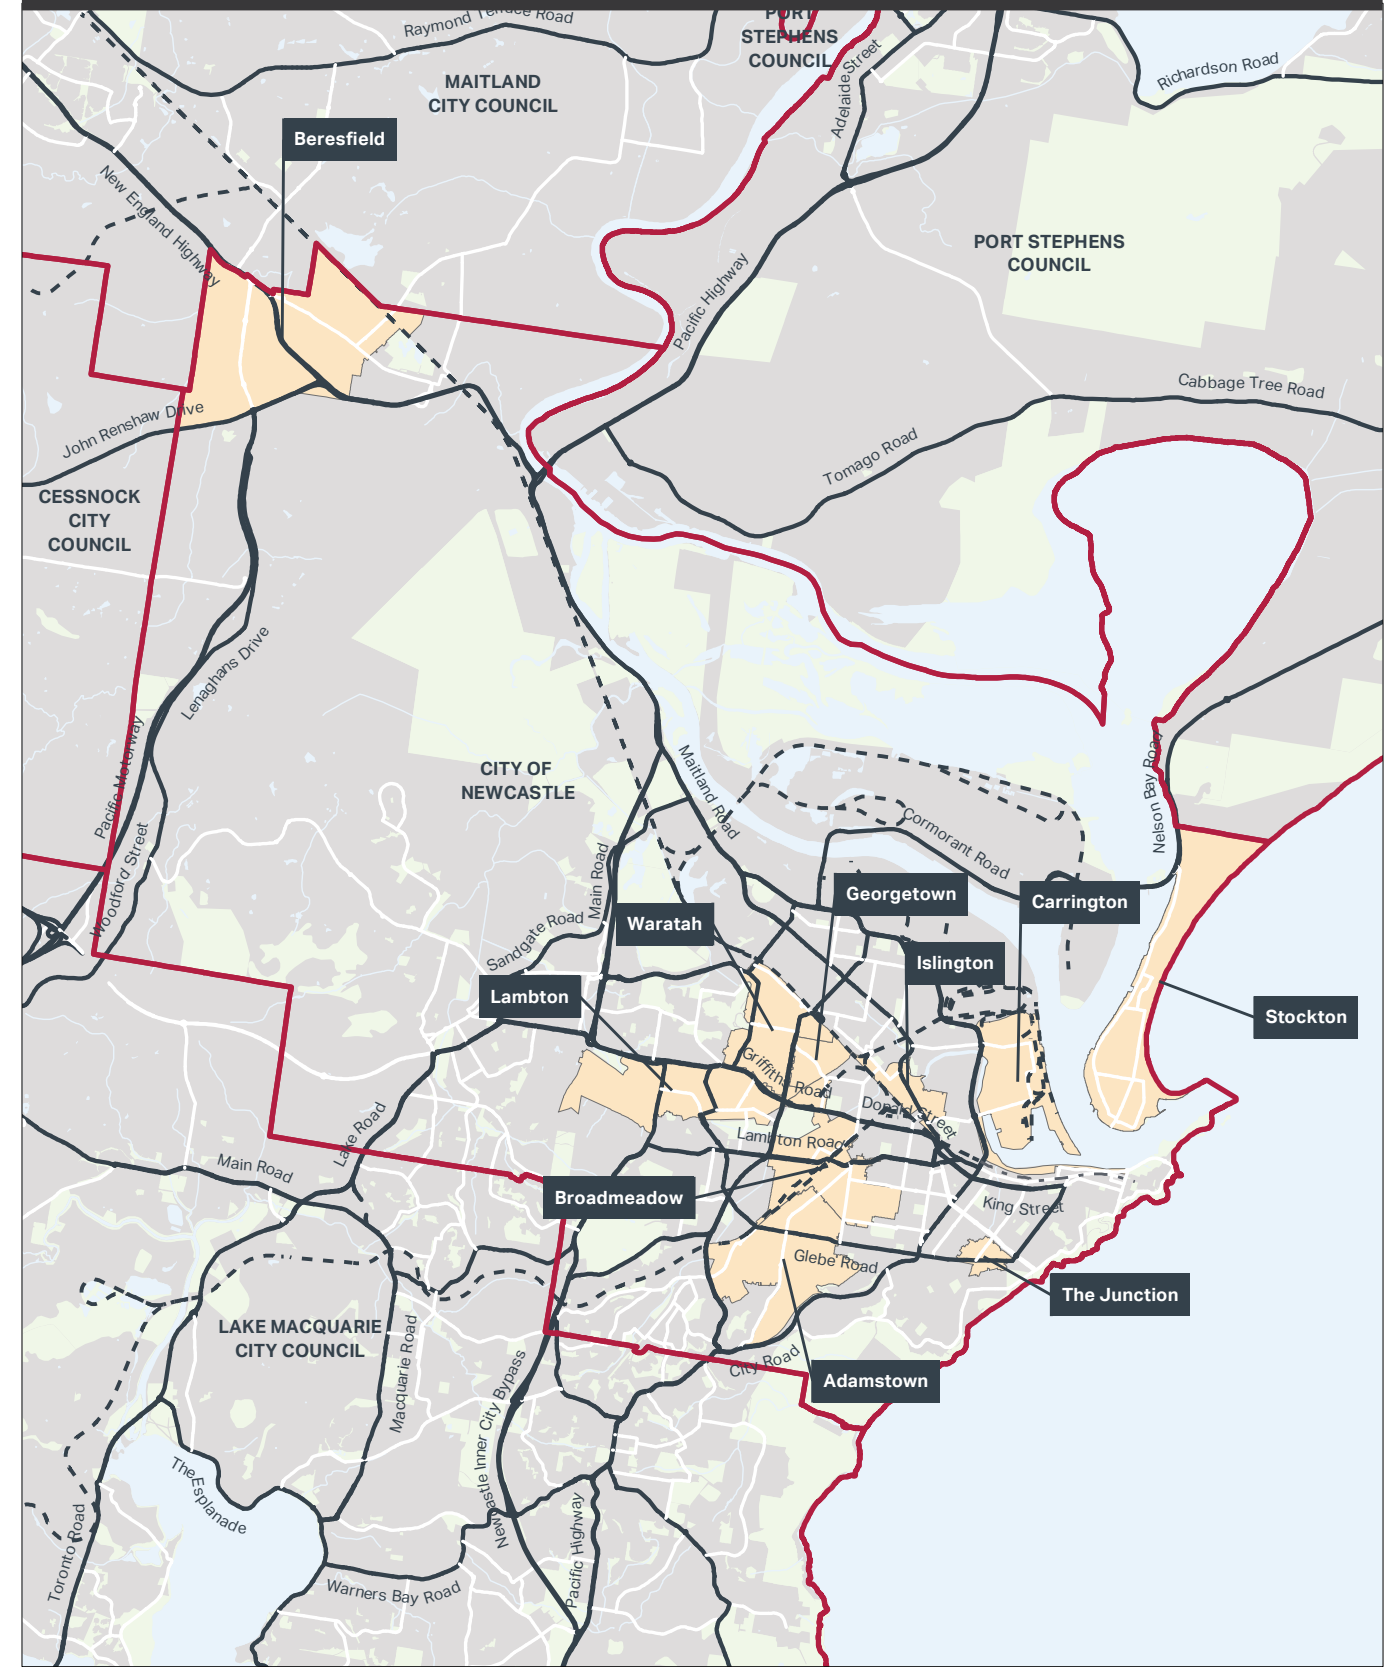 Raymond Terrace Road
PORT
STEPHENS
COUNCIL
MAITLAND
CITY COUNCIL
Adelaide Street
Richardson Road
Beresfield
New England Highway
PORT STEPHENS
COUNCIL
Pacific Highway
Cabbage Tree Road
John Renshaw Drive
Tomago Road
CESSNOCK
CITY
COUNCIL
Lenaghans Drive
Pacific Motorway
CITY OF
NEWCASTLE
Maitland Road
Nelson Bay Road
Woodford Street
Cormorant Road
Main Road
Georgetown
Carrington
Waratah
Sandgate Road
Islington
Lambton
Stockton
Griffiths Road
Donald Street
Lake Road
Lambton Road
Main Road
Broadmeadow
King Street
Glebe Road
The Junction
LAKE MACQUARIE
CITY COUNCIL
Macquarie Road
City Road
Adamstown
Newcastle Inner City Bypass
The Esplanade
Toronto Road
Pacific Highway
Warners Bay Road